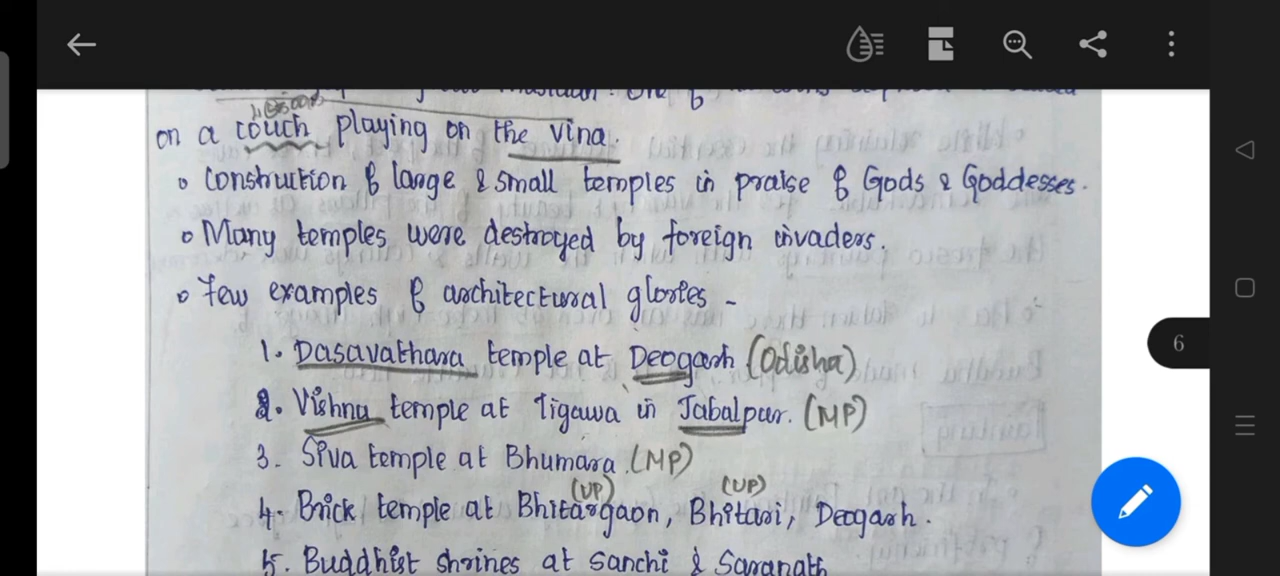 on a couch playing on the vina.
• Construction of large & small temples in praise of Gods & Goddesses.
• Many temples were destroyed by foreign invaders.
• Few examples of architectural glories -
1. Dasavathara temple at Deogarh (Odisha)
2. Vishnu temple at Tigawa in Jabalpur. (MP)
3. Siva temple at Bhumara. (MP)
(UP) (UP)
4. Brick temple at Bhitargaon, Bhitari, Deogarh.
5. Buddhist shrines at Sanchi & Saranath
6